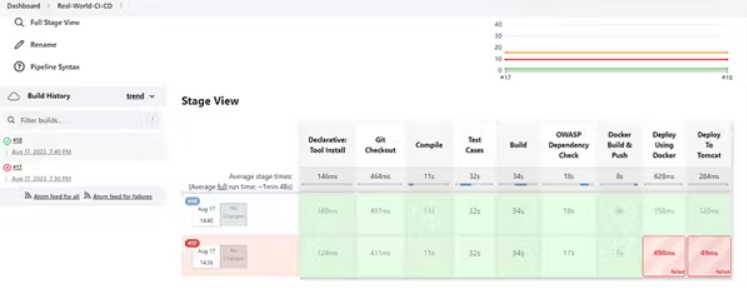 Dashboard > Real-World-CI-CD >
Full Stage View
Rename
Pipeline Syntax
Build History trend
Filter builds...
#18
Aug 17, 2023, 7:40 PM
#17
Aug 17, 2023, 7:36 PM
Atom feed for all Atom feed for failures
40
30
20
10
0
#17 #18
Stage View
Declarative: Tool Install
Git Checkout
Compile
Test Cases
Build
OWASP Dependency Check
Docker Build & Push
Deploy Using Docker
Deploy To Tomcat
Average stage times: 146ms 464ms 11s 32s 34s 18s 8s 628ms 284ms
(Average full run time: ~1min 48s)
#18
Aug 17 No Changes
14:40
497ms 32s 34s 18s
#17
Aug 17 No Changes
14:36
124ms 431ms 11s 32s 34s 17s 498ms 49ms
failed failed